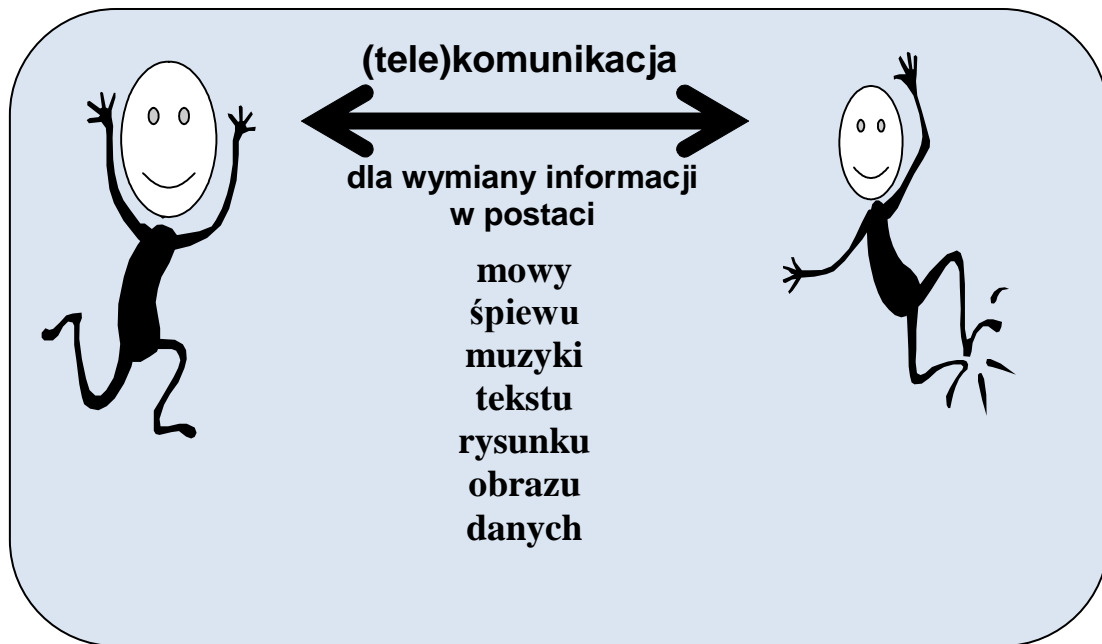 (tele)komunikacja
dla wymiany informacji
w postaci
mowy
śpiewu
muzyki
tekstu
rysunku
obrazu
danych